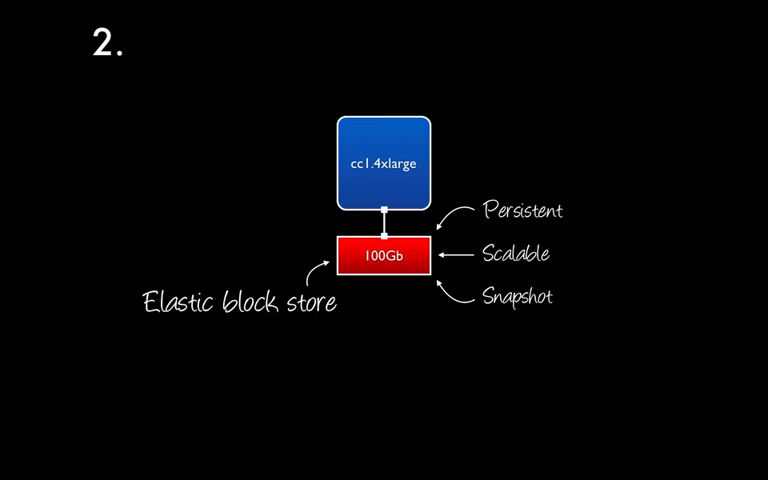 2.
cc1.4xlarge
Persistent
100Gb
Scalable
Elastic block store
Snapshot